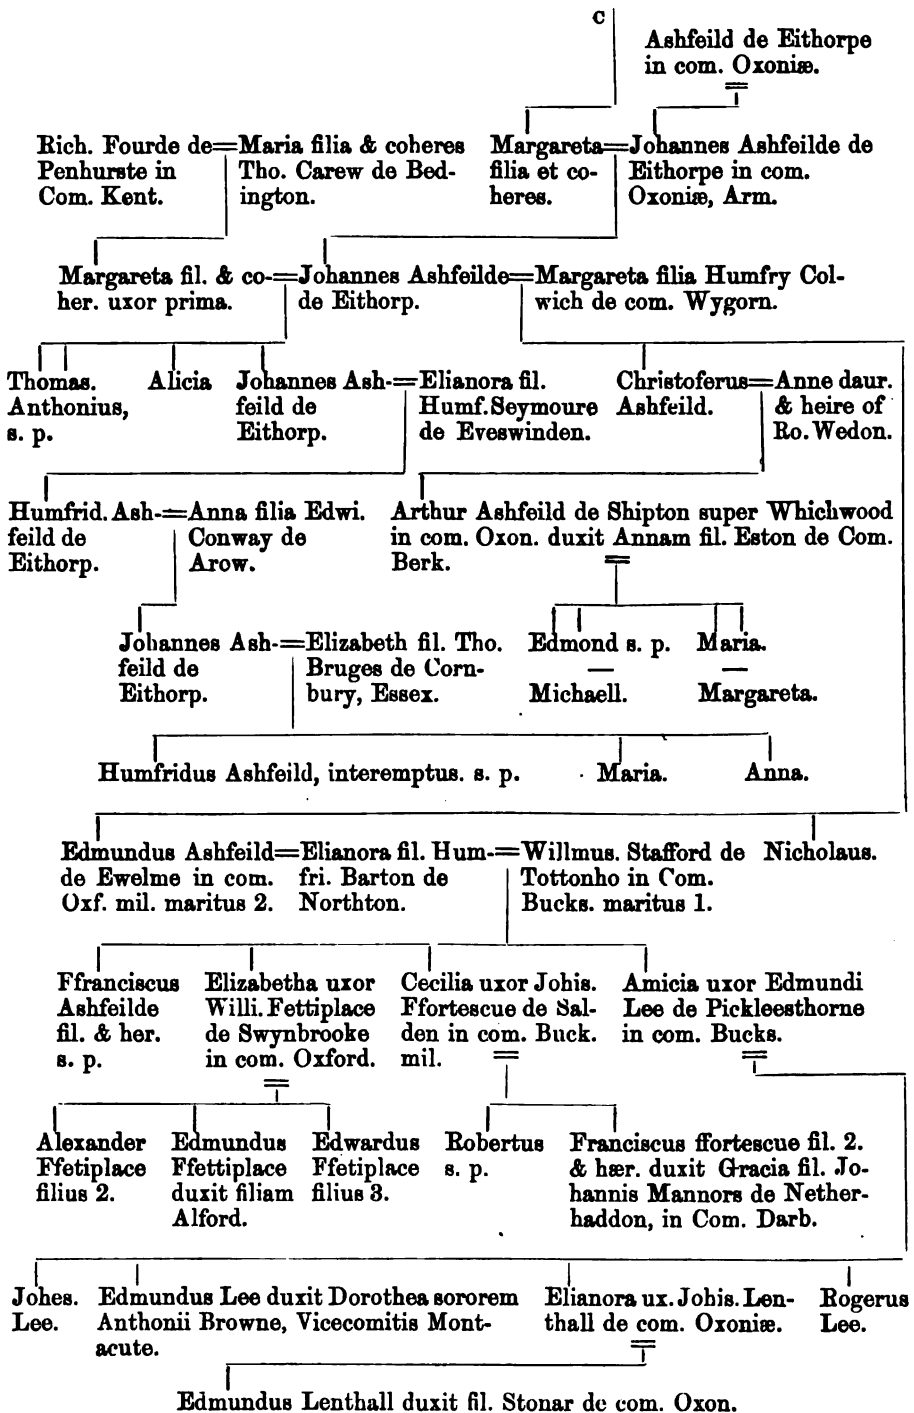 C
Ashfeild de Eithorpe
in com. Oxoniæ.
Rich. Fourde de=Maria filia & coheres
Penhurste in Tho. Carew de Bed-
Com. Kent. ington.
Margareta=Johannes Ashfeilde de
filia et co- Eithorpe in com.
heres. Oxoniæ, Arm.
Margareta fil. & co-=Johannes Ashfeilde=Margareta filia Humfry Col-
her. uxor prima. de Eithorp. wich de com. Wygorn.
Thomas. Alicia Johannes Ash-=Elianora fil. Christoferus=Anne daur.
Anthonius, feild de Humf. Seymoure Ashfeild. & heire of
s. p. Eithorp. de Eveswinden. Ro. Wedon.
Humfrid. Ash-=Anna filia Edwi. Arthur Ashfeild de Shipton super Whichwood
feild de Conway de in com. Oxon. duxit Annam fil. Eston de Com.
Eithorp. Arow. Berk.
Johannes Ash-=Elizabeth fil. Tho. Edmond s. p. Maria.
feild de Bruges de Corn- — —
Eithorp. bury, Essex. Michaell. Margareta.
Humfridus Ashfeild, interemptus. s. p. Maria. Anna.
Edmundus Ashfeild=Elianora fil. Hum-=Willmus. Stafford de Nicholaus.
de Ewelme in com. fri. Barton de Tottonho in Com.
Oxf. mil. maritus 2. Northton. Bucks. maritus 1.
Ffranciscus Elizabetha uxor Cecilia uxor Johis. Amicia uxor Edmundi
Ashfeilde Willi. Fettiplace Ffortescue de Sal- Lee de Pickleesthorne
fil. & her. de Swynbrooke den in com. Buck. in com. Bucks.
s. p. in com. Oxford. mil.
Alexander Edmundus Edwardus Robertus Franciscus ffortescue fil. 2.
Ffetiplace Ffettiplace Ffetiplace s. p. & hær. duxit Gracia fil. Jo-
filius 2. duxit filiam filius 3. hannis Mannors de Nether-
Alford. haddon, in Com. Darb.
Johes. Edmundus Lee duxit Dorothea sororem Elianora ux. Johis. Len- Rogerus
Lee. Anthonii Browne, Vicecomitis Mont- thall de com. Oxoniæ. Lee.
acute.
Edmundus Lenthall duxit fil. Stonar de com. Oxon.